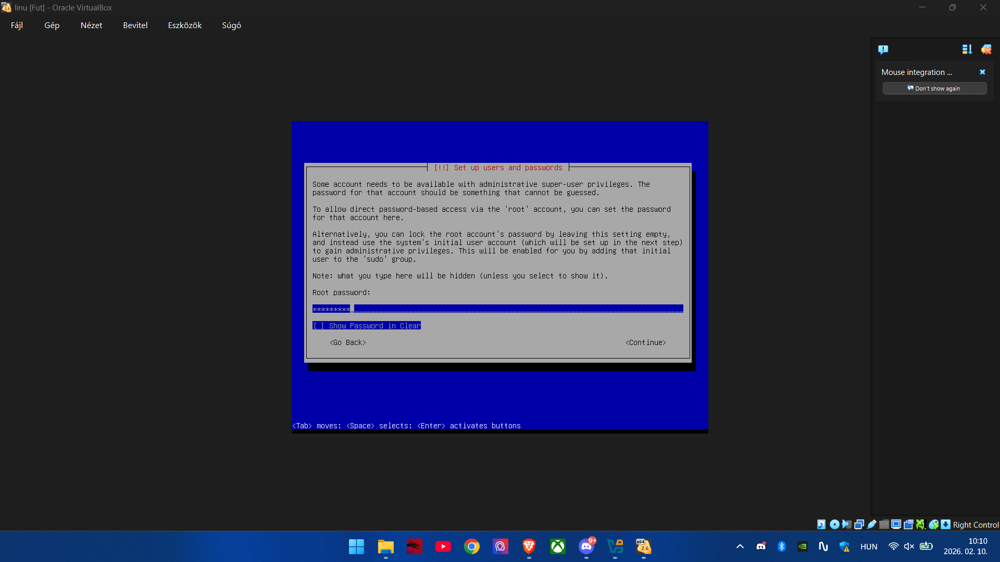 linu [Fut] - Oracle VirtualBox
Fájl Gép Nézet Bevitel Eszközök Súgó
Mouse integration ...
Don't show again
[!!] Set up users and passwords
Some account needs to be available with administrative super-user privileges. The
password for that account should be something that cannot be guessed.
To allow direct password-based access via the 'root' account, you can set the password
for that account here.
Alternatively, you can lock the root account's password by leaving this setting empty,
and instead use the system's initial user account (which will be set up in the next step)
to gain administrative privileges. This will be enabled for you by adding that initial
user to the 'sudo' group.
Note: what you type here will be hidden (unless you select to show it).
Root password:
*********
[ ] Show Password in Clear
<Go Back> <Continue>
<Tab> moves; <Space> selects; <Enter> activates buttons
Right Control
x64
2.6
9+
HUN
10:10
2026. 02. 10.